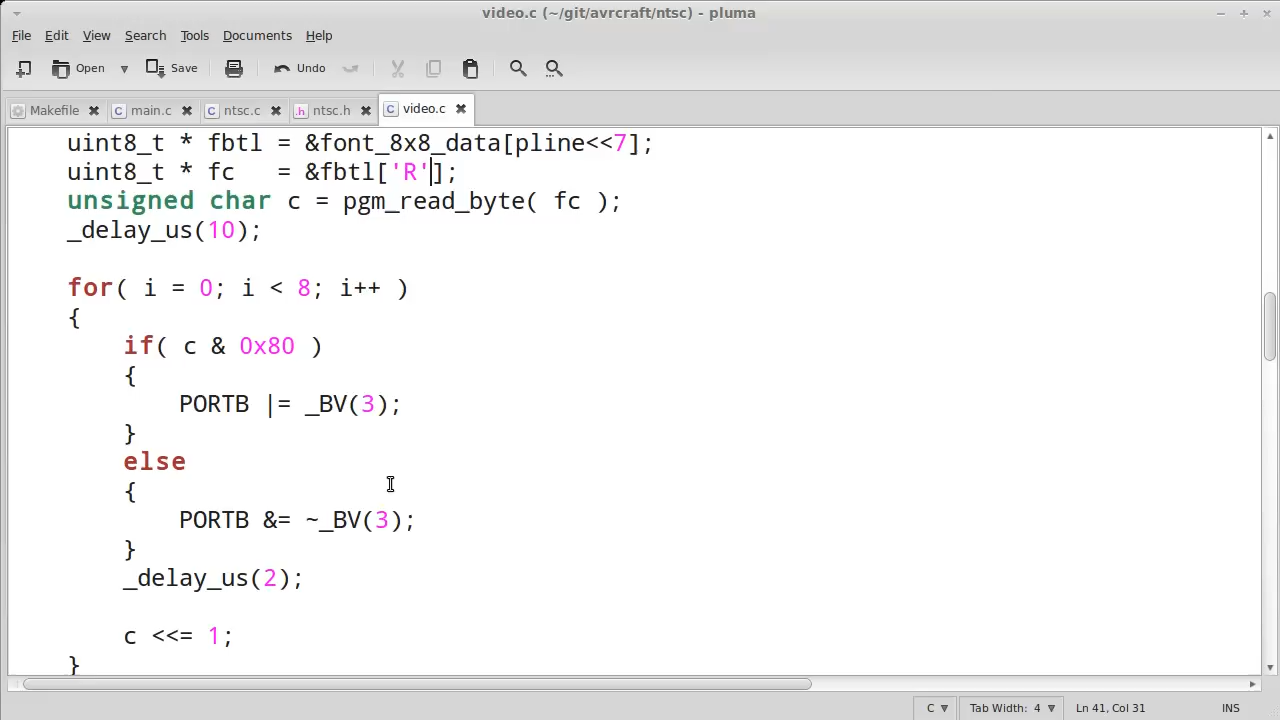 video.c (~/git/avrcraft/ntsc) - pluma
File Edit View Search Tools Documents Help
Open Save Undo
Makefile main.c ntsc.c ntsc.h video.c
uint8_t * fbtl = &font_8x8_data[pline<<7];
uint8_t * fc   = &fbtl['R'];
unsigned char c = pgm_read_byte( fc );
_delay_us(10);
for( i = 0; i < 8; i++ )
{
if( c & 0x80 )
{
PORTB |= _BV(3);
}
else
{
PORTB &= ~_BV(3);
}
_delay_us(2);
c <<= 1;
}
C Tab Width: 4 Ln 41, Col 31 INS